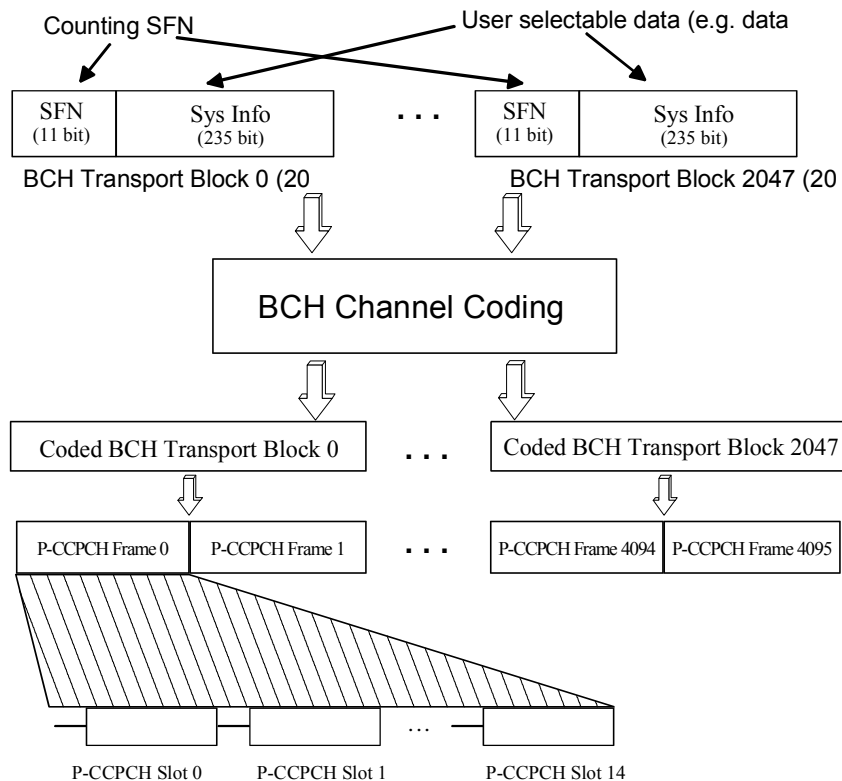 Counting SFN
User selectable data (e.g. data
SFN
(11 bit)
Sys Info
(235 bit)
. . .
SFN
(11 bit)
Sys Info
(235 bit)
BCH Transport Block 0 (20
BCH Transport Block 2047 (20
BCH Channel Coding
Coded BCH Transport Block 0
. . .
Coded BCH Transport Block 2047
P-CCPCH Frame 0
P-CCPCH Frame 1
. . .
P-CCPCH Frame 4094
P-CCPCH Frame 4095
...
P-CCPCH Slot 0
P-CCPCH Slot 1
P-CCPCH Slot 14